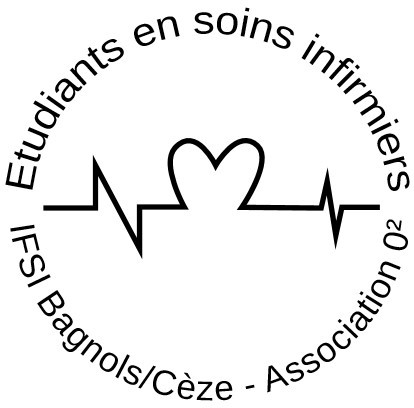 Etudiants en soins infirmiers
IFSI Bagnols/Cèze - Association 0²